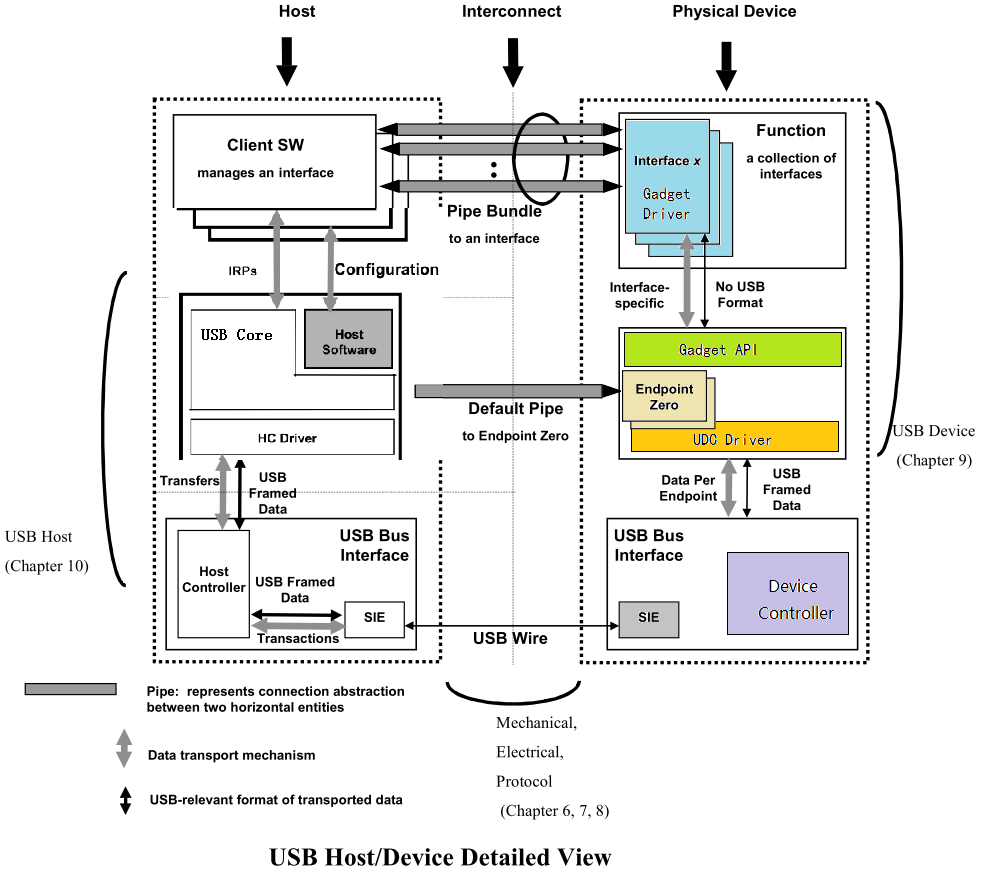 Host
Interconnect
Physical Device
Client SW
manages an interface
Pipe Bundle
to an interface
Interface x
Gadget
Driver
Function
a collection of
interfaces
IRPs
Configuration
Interface-
specific
No USB
Format
USB Core
Host
Software
HC Driver
Default Pipe
to Endpoint Zero
Gadget API
Endpoint
Zero
UDC Driver
USB Device
(Chapter 9)
Transfers
USB
Framed
Data
Data Per
Endpoint
USB
Framed
Data
USB Host
(Chapter 10)
USB Bus
Interface
Host
Controller
USB Framed
Data
Transactions
SIE
USB Wire
USB Bus
Interface
SIE
Device
Controller
Pipe: represents connection abstraction
between two horizontal entities
Data transport mechanism
USB-relevant format of transported data
Mechanical,
Electrical,
Protocol
(Chapter 6, 7, 8)
USB Host/Device Detailed View